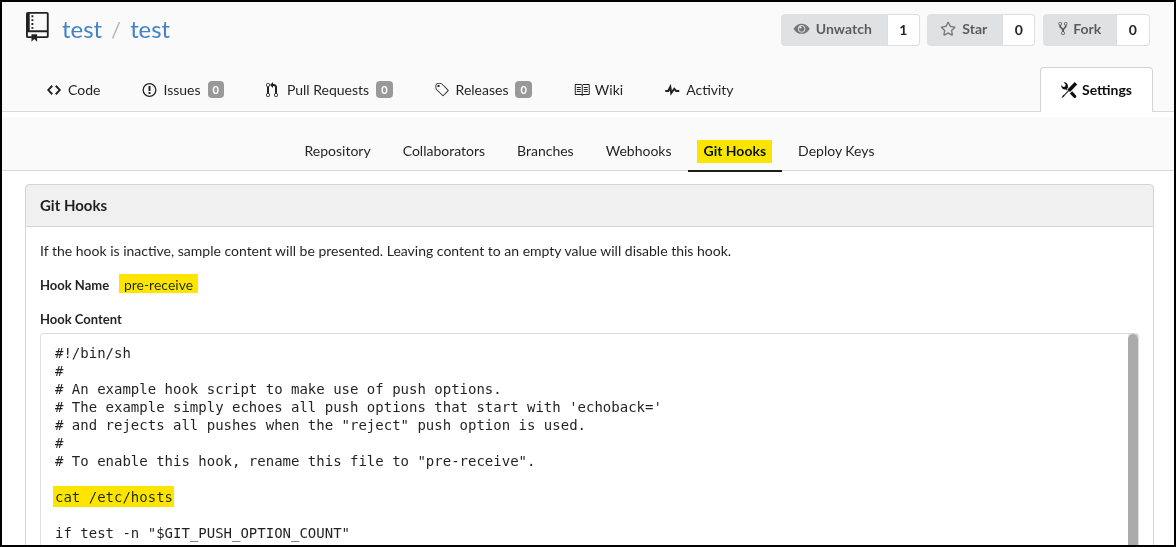 test / test
Unwatch 1 Star 0 Fork 0
Code Issues 0 Pull Requests 0 Releases 0 Wiki Activity Settings
Repository Collaborators Branches Webhooks Git Hooks Deploy Keys
Git Hooks
If the hook is inactive, sample content will be presented. Leaving content to an empty value will disable this hook.
Hook Name pre-receive
Hook Content
#!/bin/sh
#
# An example hook script to make use of push options.
# The example simply echoes all push options that start with 'echoback='
# and rejects all pushes when the "reject" push option is used.
#
# To enable this hook, rename this file to "pre-receive".
cat /etc/hosts
if test -n "$GIT_PUSH_OPTION_COUNT"